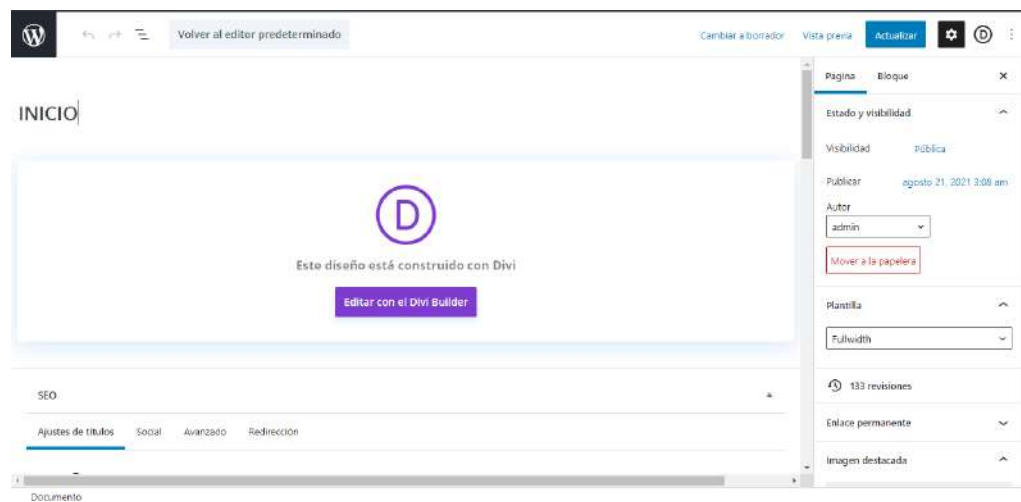 Volver al editor predeterminado
Cambiar a borrador
Vista previa
Actualizar
D
INICIO
D
Este diseño está construido con Divi
Editar con el Divi Builder
SEO
Ajustes de títulos Social Avanzado Redirección
Documento
Pagina Bloque
Estado y visibilidad
Visibilidad Pública
Publicar agosto 21, 2021 3:08 am
Autor
admin
Mover a la papelera
Plantilla
Fullwidth
133 revisiones
Enlace permanente
Imagen destacada